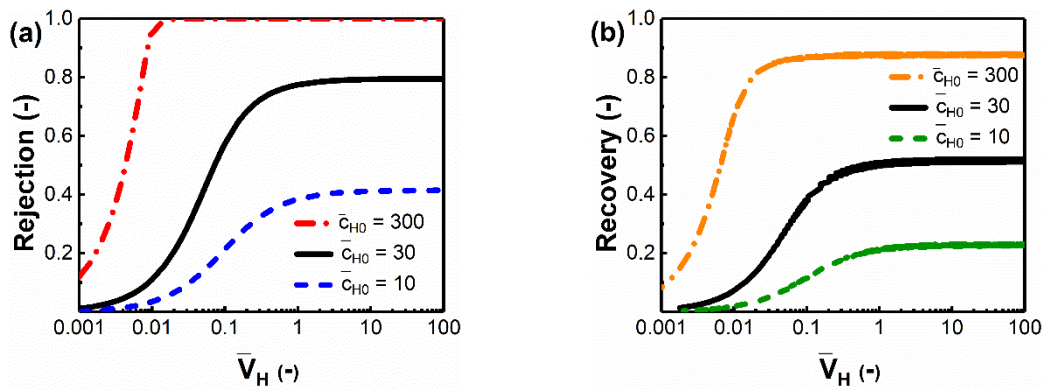 (a)
Rejection (-)
1.0
0.8
0.6
0.4
0.2
c̄H0 = 300
c̄H0 = 30
c̄H0 = 10
0.001 0.01 0.1 1 10 100
V̄H (-)
(b)
Recovery (-)
1.0
0.8
0.6
0.4
0.2
c̄H0 = 300
c̄H0 = 30
c̄H0 = 10
0.001 0.01 0.1 1 10 100
V̄H (-)